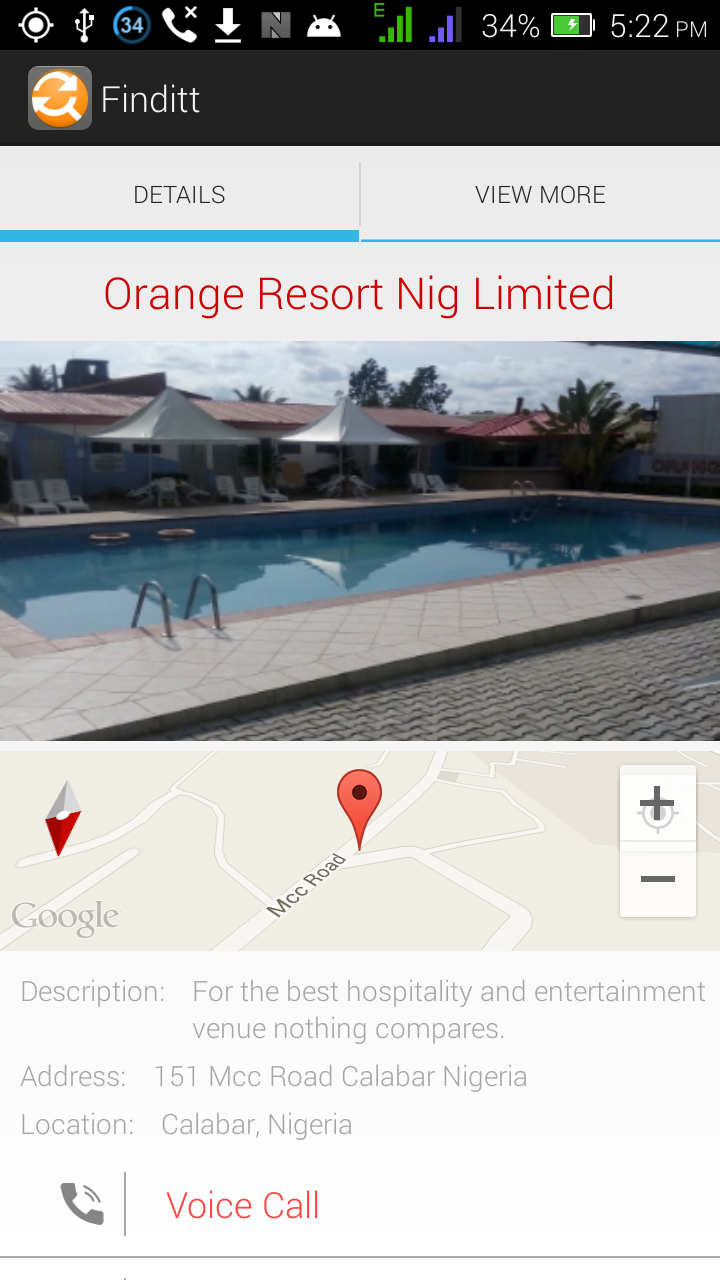 34 E 34% 5:22 PM
Finditt
DETAILS VIEW MORE
Orange Resort Nig Limited
ORANG
Mcc Road
Google
Description: For the best hospitality and entertainment
venue nothing compares.
Address: 151 Mcc Road Calabar Nigeria
Location: Calabar, Nigeria
Voice Call